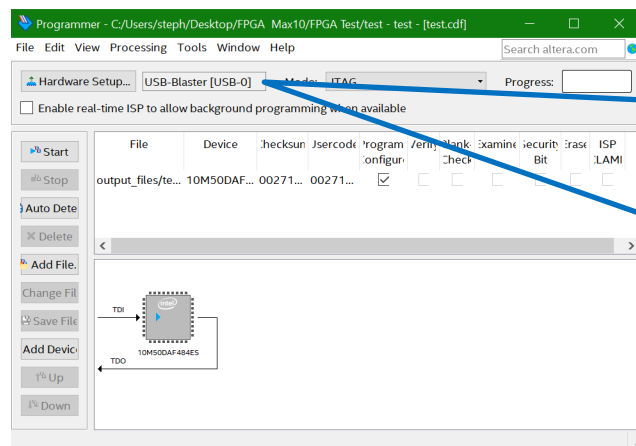 Programmer - C:/Users/steph/Desktop/FPGA Max10/FPGA Test/test - test - [test.cdf]
File Edit View Processing Tools Window Help
Search altera.com
Hardware Setup... USB-Blaster [USB-0] Mode: JTAG Progress:
Enable real-time ISP to allow background programming when available
Start
Stop
Auto Dete
Delete
Add File.
Change Fil
Save File
Add Devic
Up
Down
File Device Checksun Jsercode Program Verify Blank- Examine Security Erase ISP
Configur Check Bit CLAMI
output_files/te... 10M50DAF... 00271... 00271...
intel
TDI
10M50DAF484ES
TDO